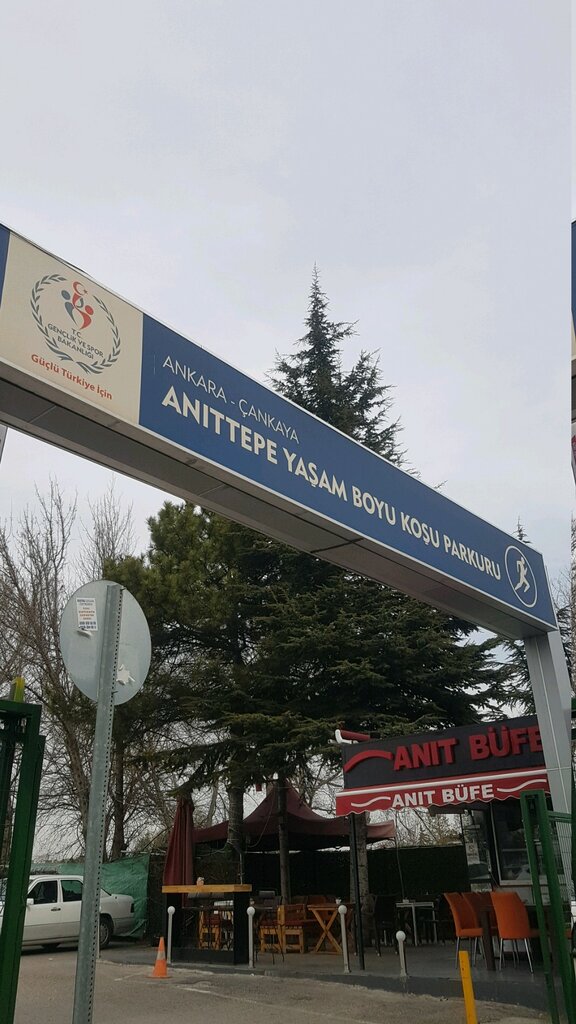 T.C.
GENÇLİK VE SPOR
BAKANLIĞI
Güçlü Türkiye İçin
ANKARA - ÇANKAYA
ANITTEPE YAŞAM BOYU KOŞU PARKURU
ANIT BÜFE
ANIT BÜFE